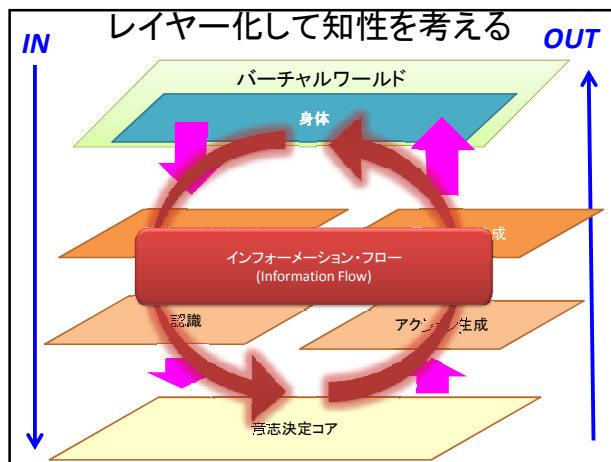 レイヤー化して知性を考える
IN
OUT
バーチャルワールド
身体
成
インフォーメーション・フロー
(Information Flow)
認識
アクション生成
意志決定コア